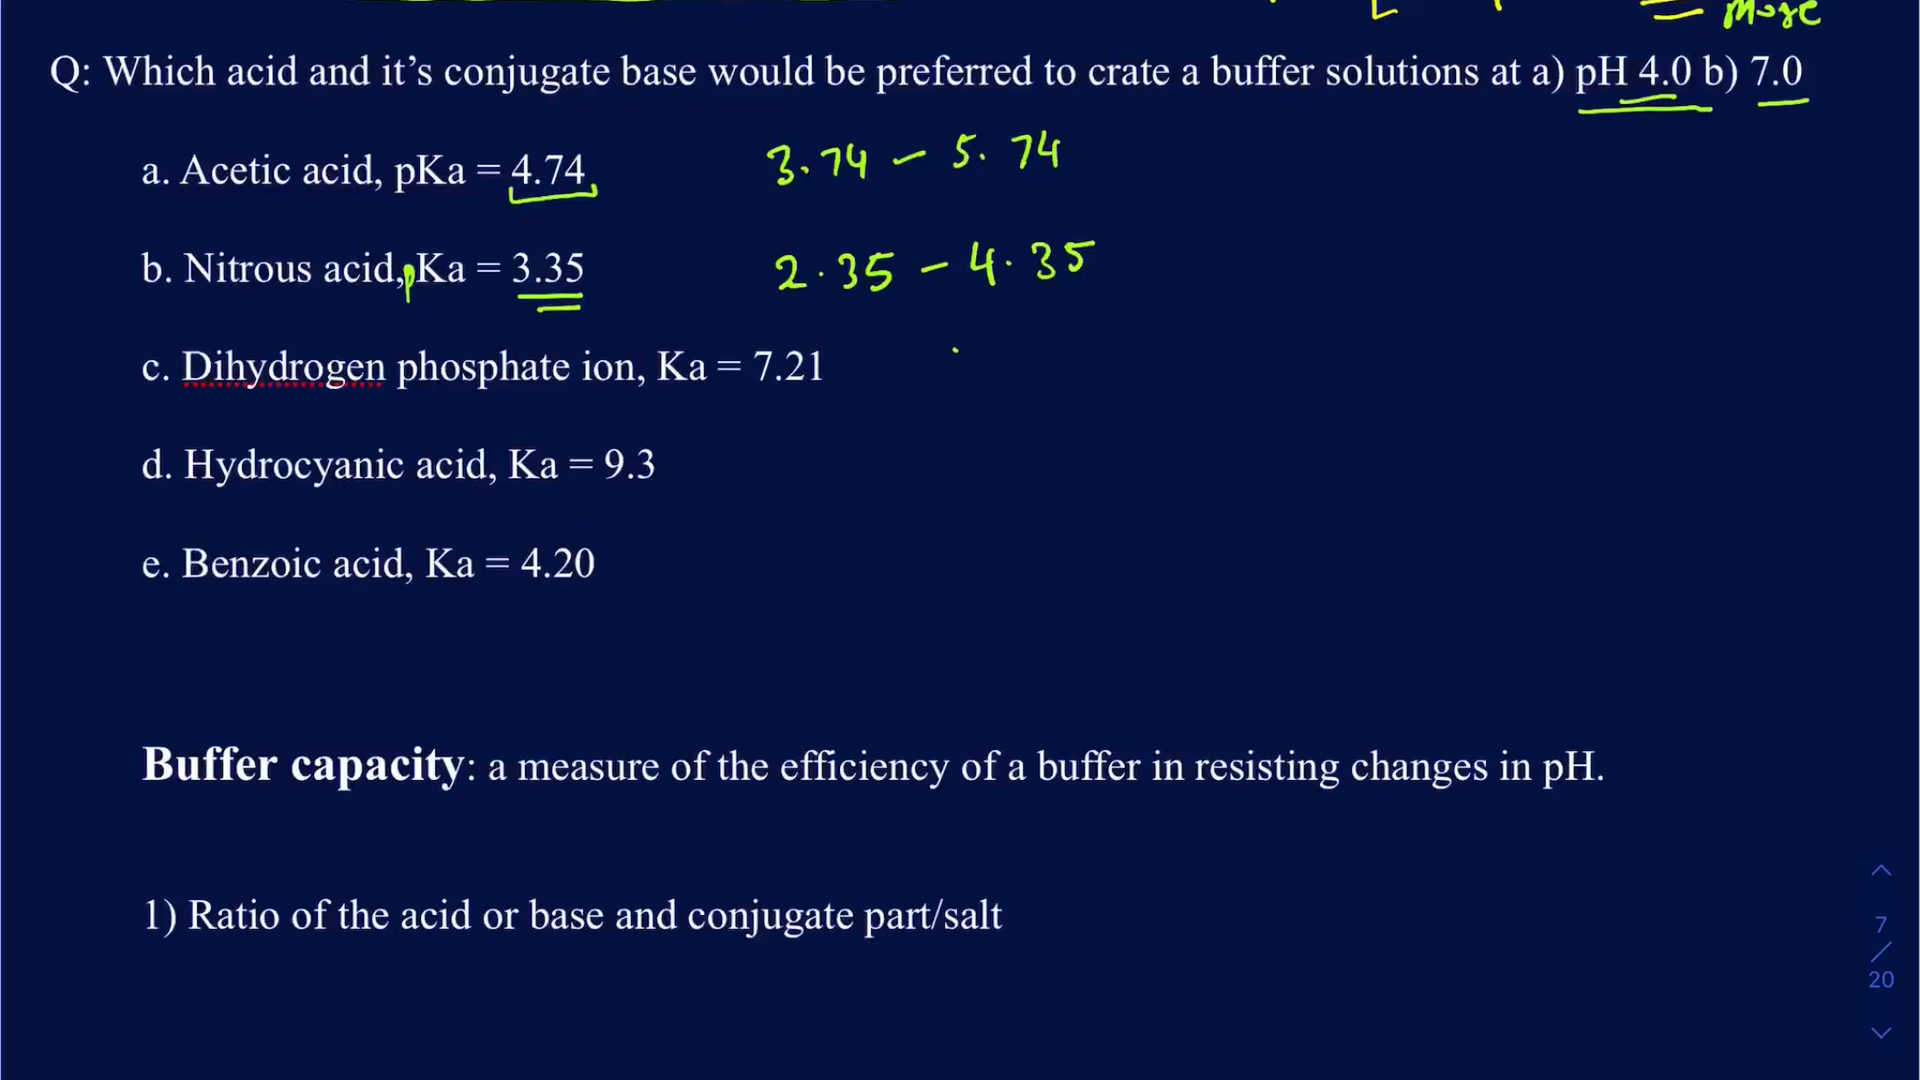 More
Q: Which acid and it’s conjugate base would be preferred to crate a buffer solutions at a) pH 4.0 b) 7.0
a. Acetic acid, pKa = 4.74 3.74 – 5.74
b. Nitrous acid,pKa = 3.35 2.35 – 4.35
c. Dihydrogen phosphate ion, Ka = 7.21
d. Hydrocyanic acid, Ka = 9.3
e. Benzoic acid, Ka = 4.20
Buffer capacity: a measure of the efficiency of a buffer in resisting changes in pH.
1) Ratio of the acid or base and conjugate part/salt
7
/
20